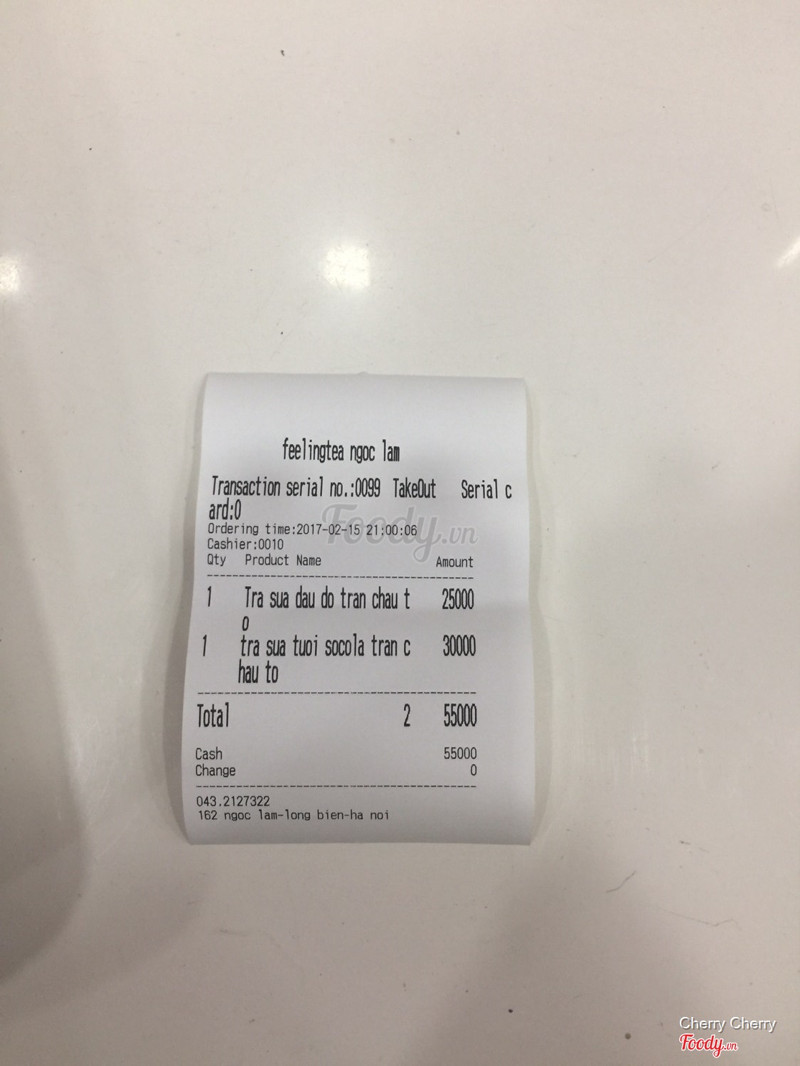 feelingtea ngoc lam
Transaction serial no.:0099 TakeOut Serial c
ard:0
Ordering time:2017-02-15 21:00:06
Cashier:0010
Qty Product Name Amount
1 Tra sua dau do tran chau t 25000
o
1 tra sua tuoi socola tran c 30000
hau to
Total 2 55000
Cash 55000
Change 0
043.2127322
162 ngoc lam-long bien-ha noi
Foody.vn
Cherry Cherry
Foody.vn